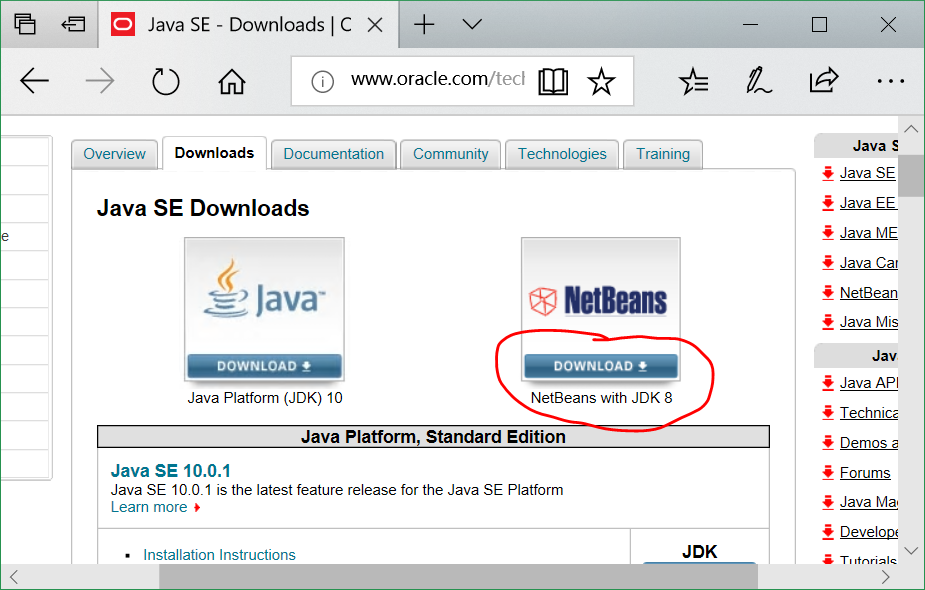 Java SE - Downloads | C
www.oracle.com/tech
Overview
Downloads
Documentation
Community
Technologies
Training
Java SE Downloads
Java™
DOWNLOAD
Java Platform (JDK) 10
NetBeans
DOWNLOAD
NetBeans with JDK 8
Java Platform, Standard Edition
Java SE 10.0.1
Java SE 10.0.1 is the latest feature release for the Java SE Platform
Learn more
Installation Instructions
JDK
e
Java S
Java SE
Java EE
Java ME
Java Car
NetBean
Java Mis
Jav
Java API
Technica
Demos a
Forums
Java Ma
Develope
Tutorials